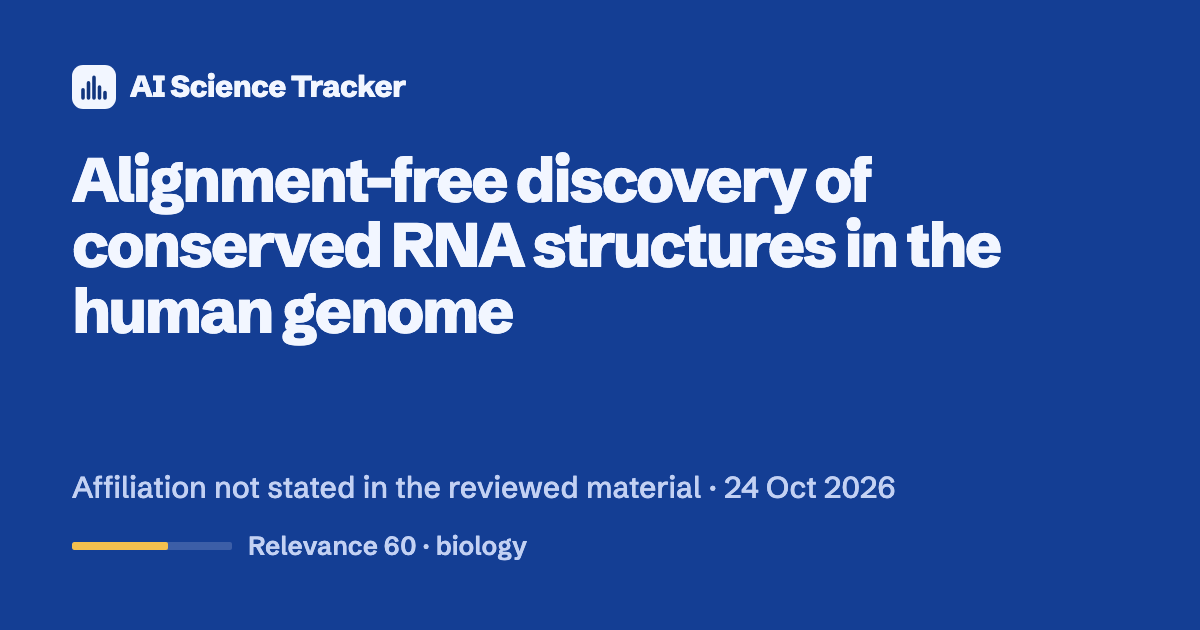 AI Science Tracker
Alignment-free discovery of
conserved RNA structures in the
human genome
Affiliation not stated in the reviewed material · 24 Oct 2026
Relevance 60 · biology